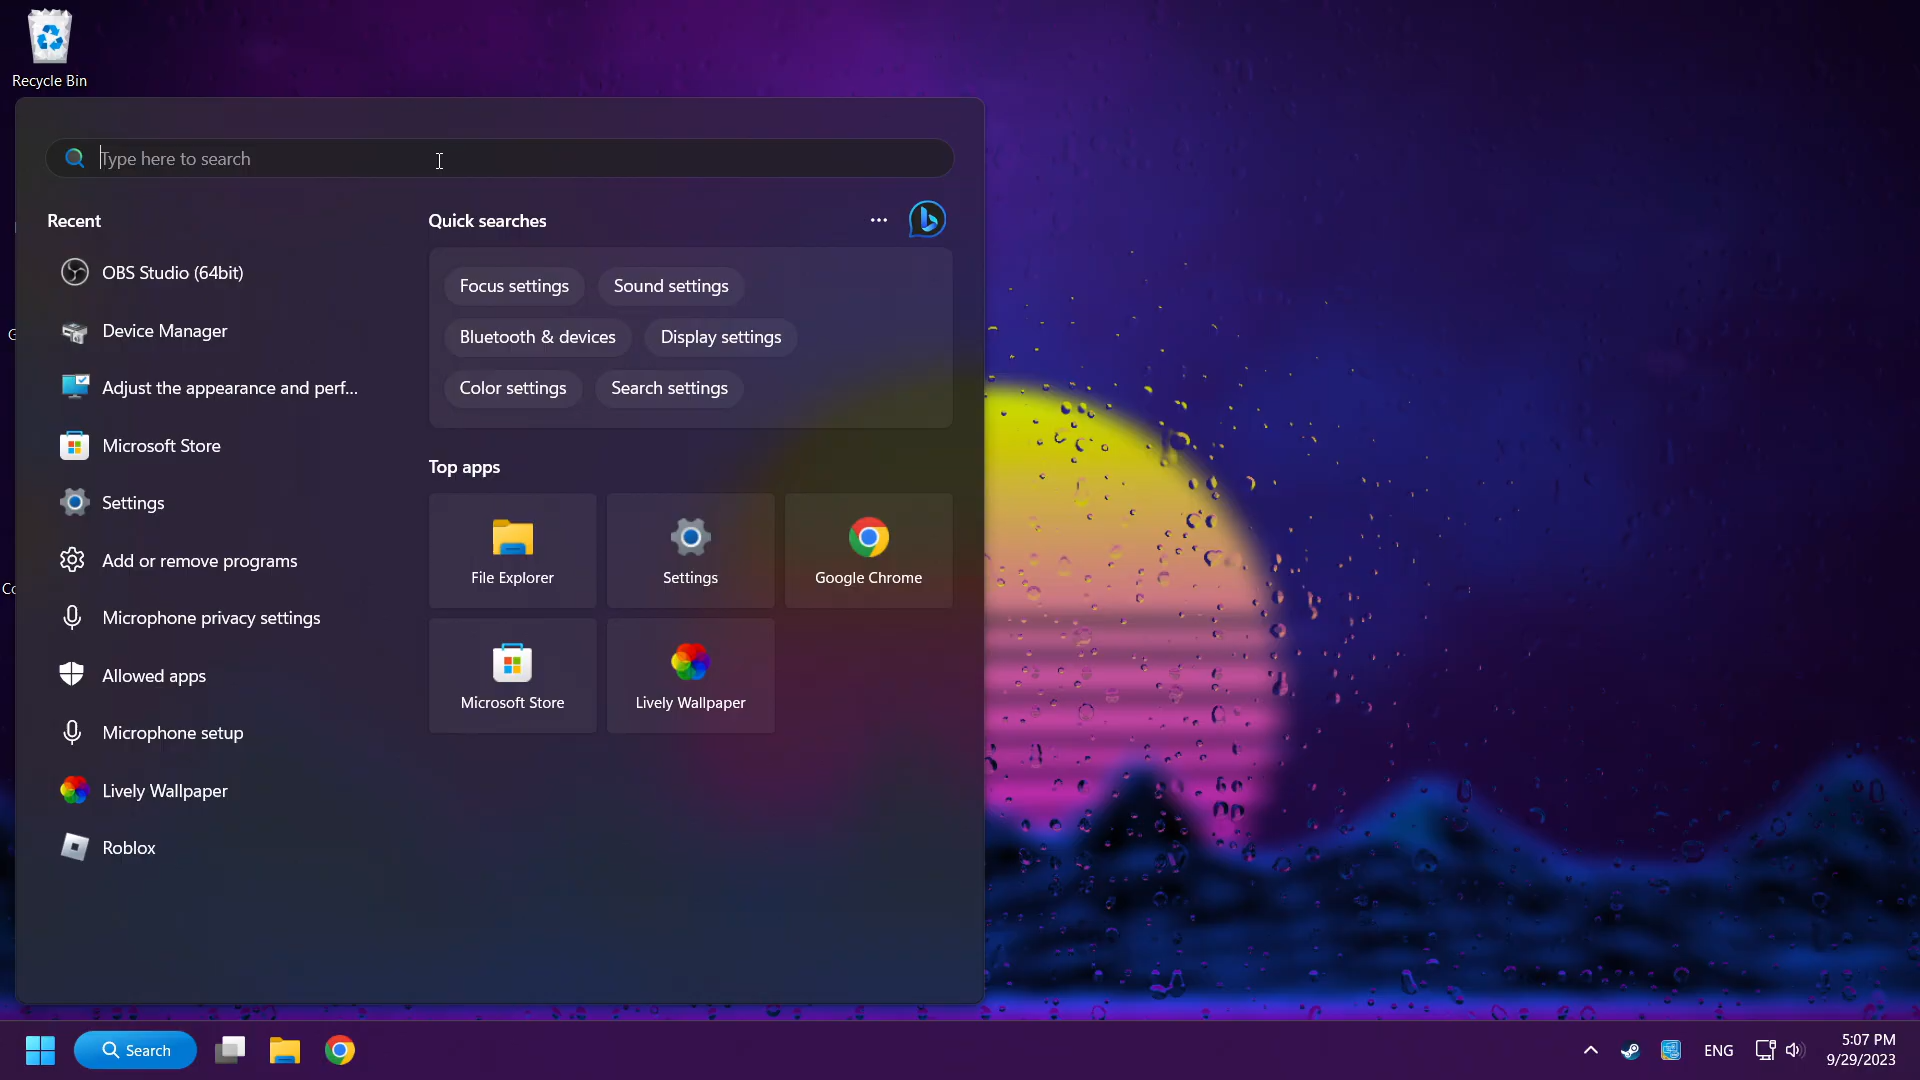 Recycle Bin
Type here to search
Recent
Quick searches
OBS Studio (64bit)
Device Manager
Adjust the appearance and perf...
Microsoft Store
Settings
Add or remove programs
Microphone privacy settings
Allowed apps
Microphone setup
Lively Wallpaper
Roblox
Focus settings
Sound settings
Bluetooth & devices
Display settings
Color settings
Search settings
Top apps
File Explorer
Settings
Google Chrome
Microsoft Store
Lively Wallpaper
Search
ENG
5:07 PM
9/29/2023